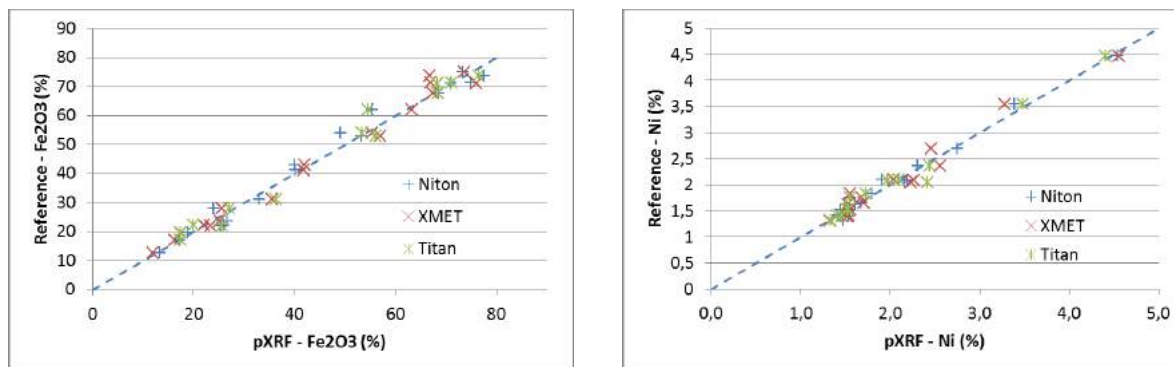 90
80
70
60
50
40
30
20
10
0
Reference - Fe2O3 (%)
Niton
XMET
Titan
0 20 40 60 80
pXRF - Fe2O3 (%)
5
4,5
4
3,5
3
2,5
2
1,5
1
0,5
0
Reference - Ni (%)
Niton
XMET
Titan
0,0 1,0 2,0 3,0 4,0 5,0
pXRF - Ni (%)